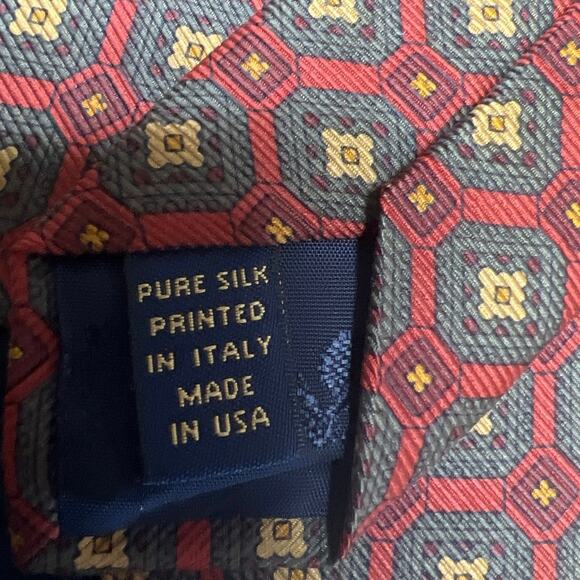 PURE SILK
PRINTED
IN ITALY
MADE
IN USA